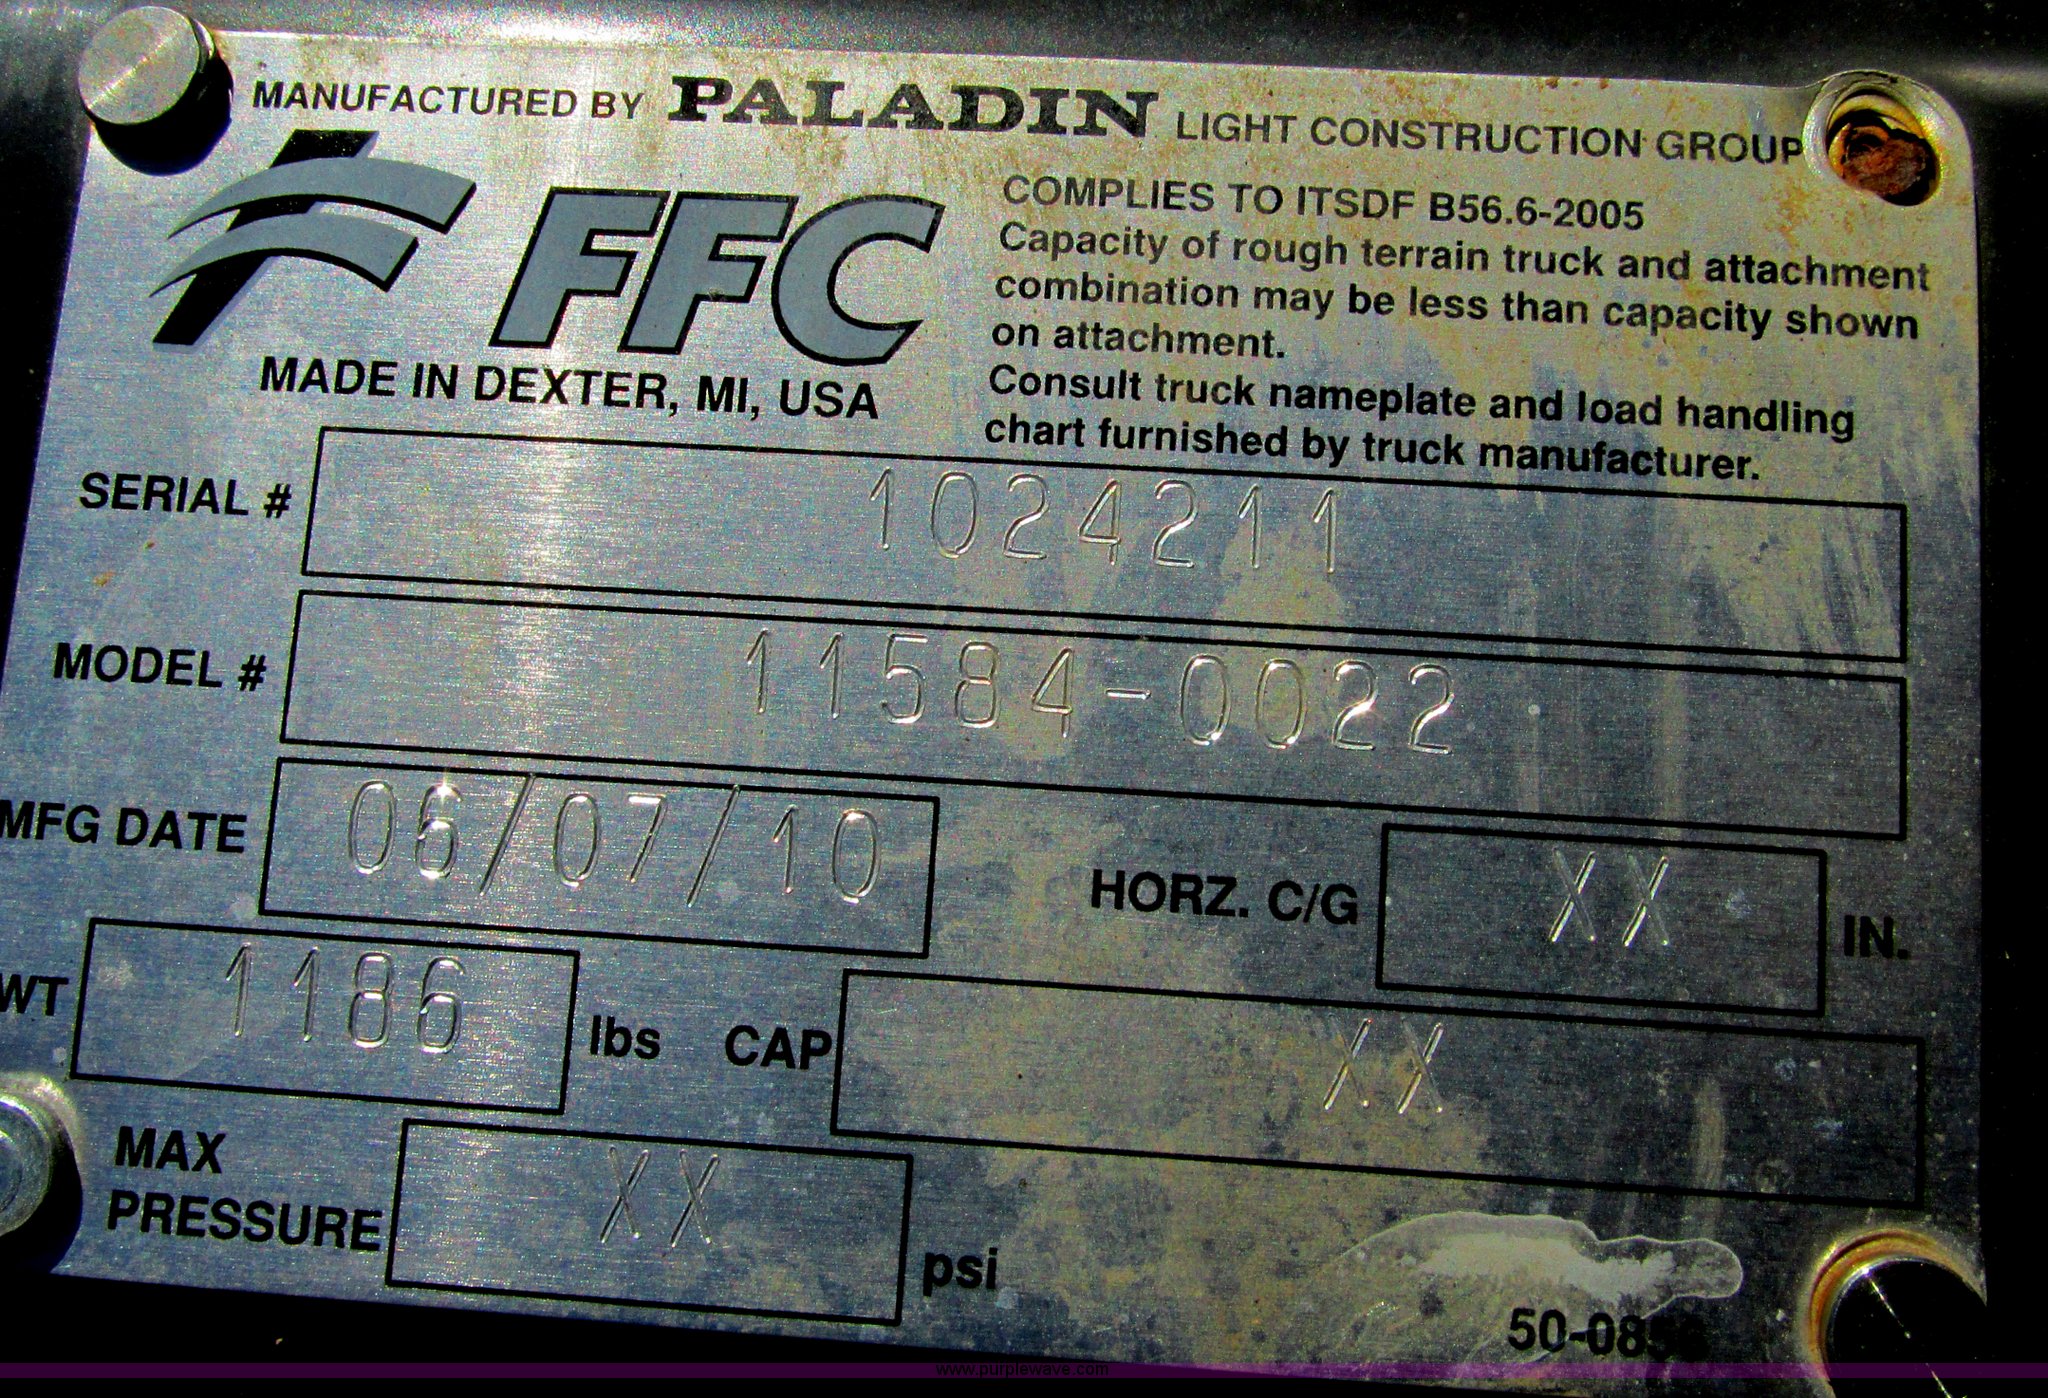 MANUFACTURED BY PALADIN LIGHT CONSTRUCTION GROUP
FFC
MADE IN DEXTER, MI, USA
COMPLIES TO ITSDF B56.6-2005
Capacity of rough terrain truck and attachment
combination may be less than capacity shown
on attachment.
Consult truck nameplate and load handling
chart furnished by truck manufacturer.
SERIAL # 1024211
MODEL # 11584-0022
MFG DATE 06/07/10
HORZ. C/G XX IN.
WT 1186 lbs
CAP XX
MAX
PRESSURE XX psi
www.purplewave.com